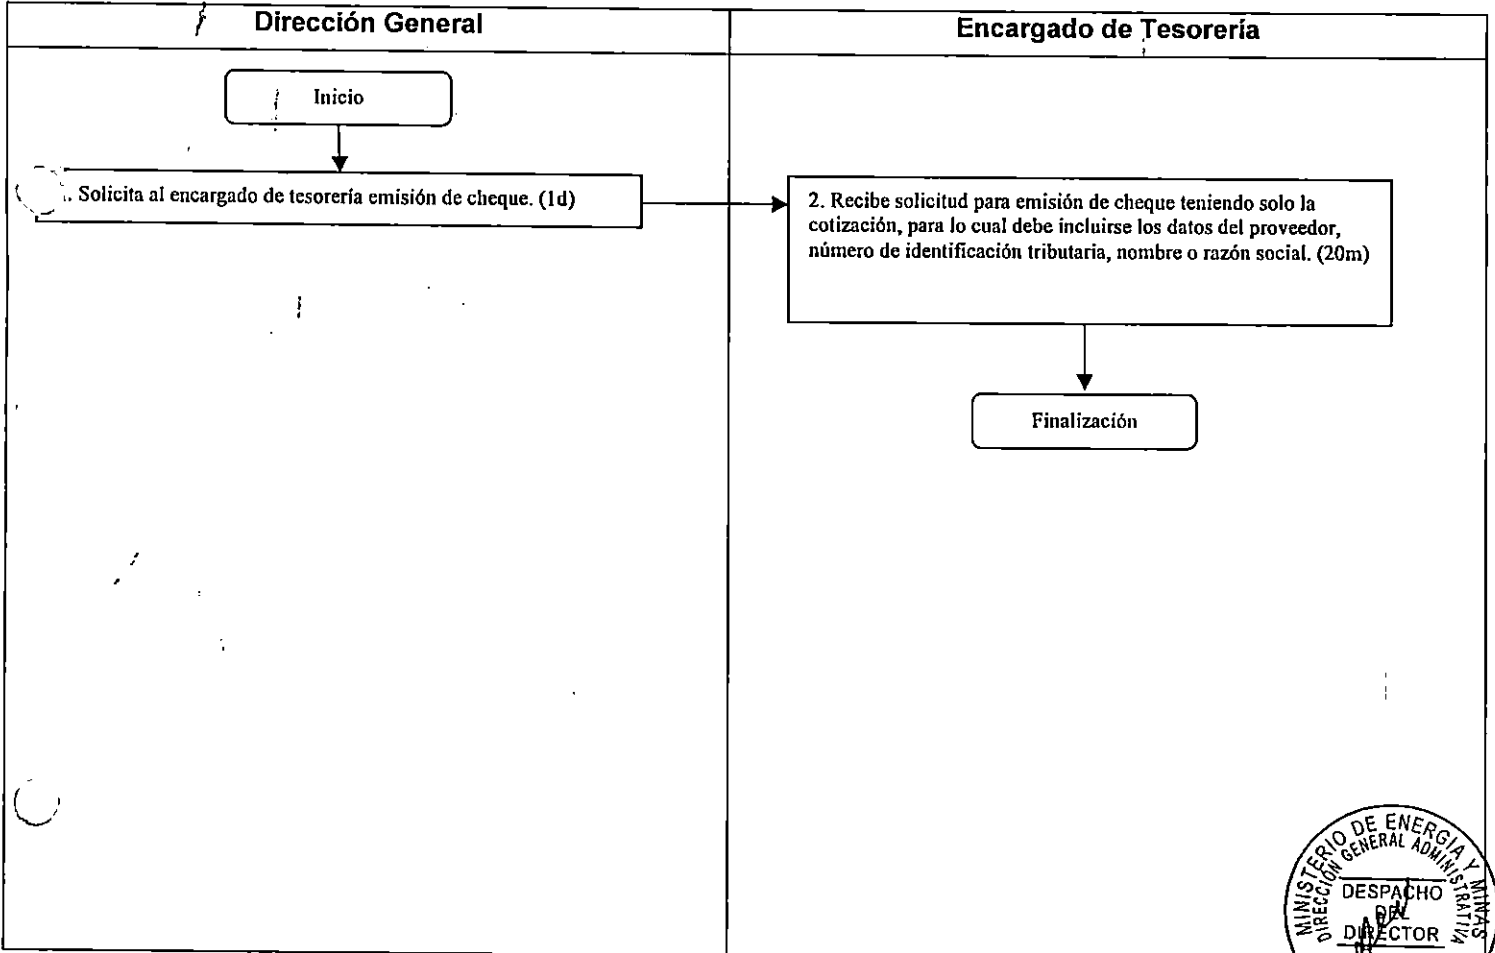 Dirección General
Encargado de Tesorería
Inicio
. Solicita al encargado de tesorería emisión de cheque. (1d)
2. Recibe solicitud para emisión de cheque teniendo solo la
cotización, para lo cual debe incluirse los datos del proveedor,
número de identificación tributaria, nombre o razón social. (20m)
Finalización
MINISTERIO DE ENERGIA Y MINAS
DIRECCIÓN GENERAL ADMINISTRATIVA
DESPACHO
DEL
DIRECTOR